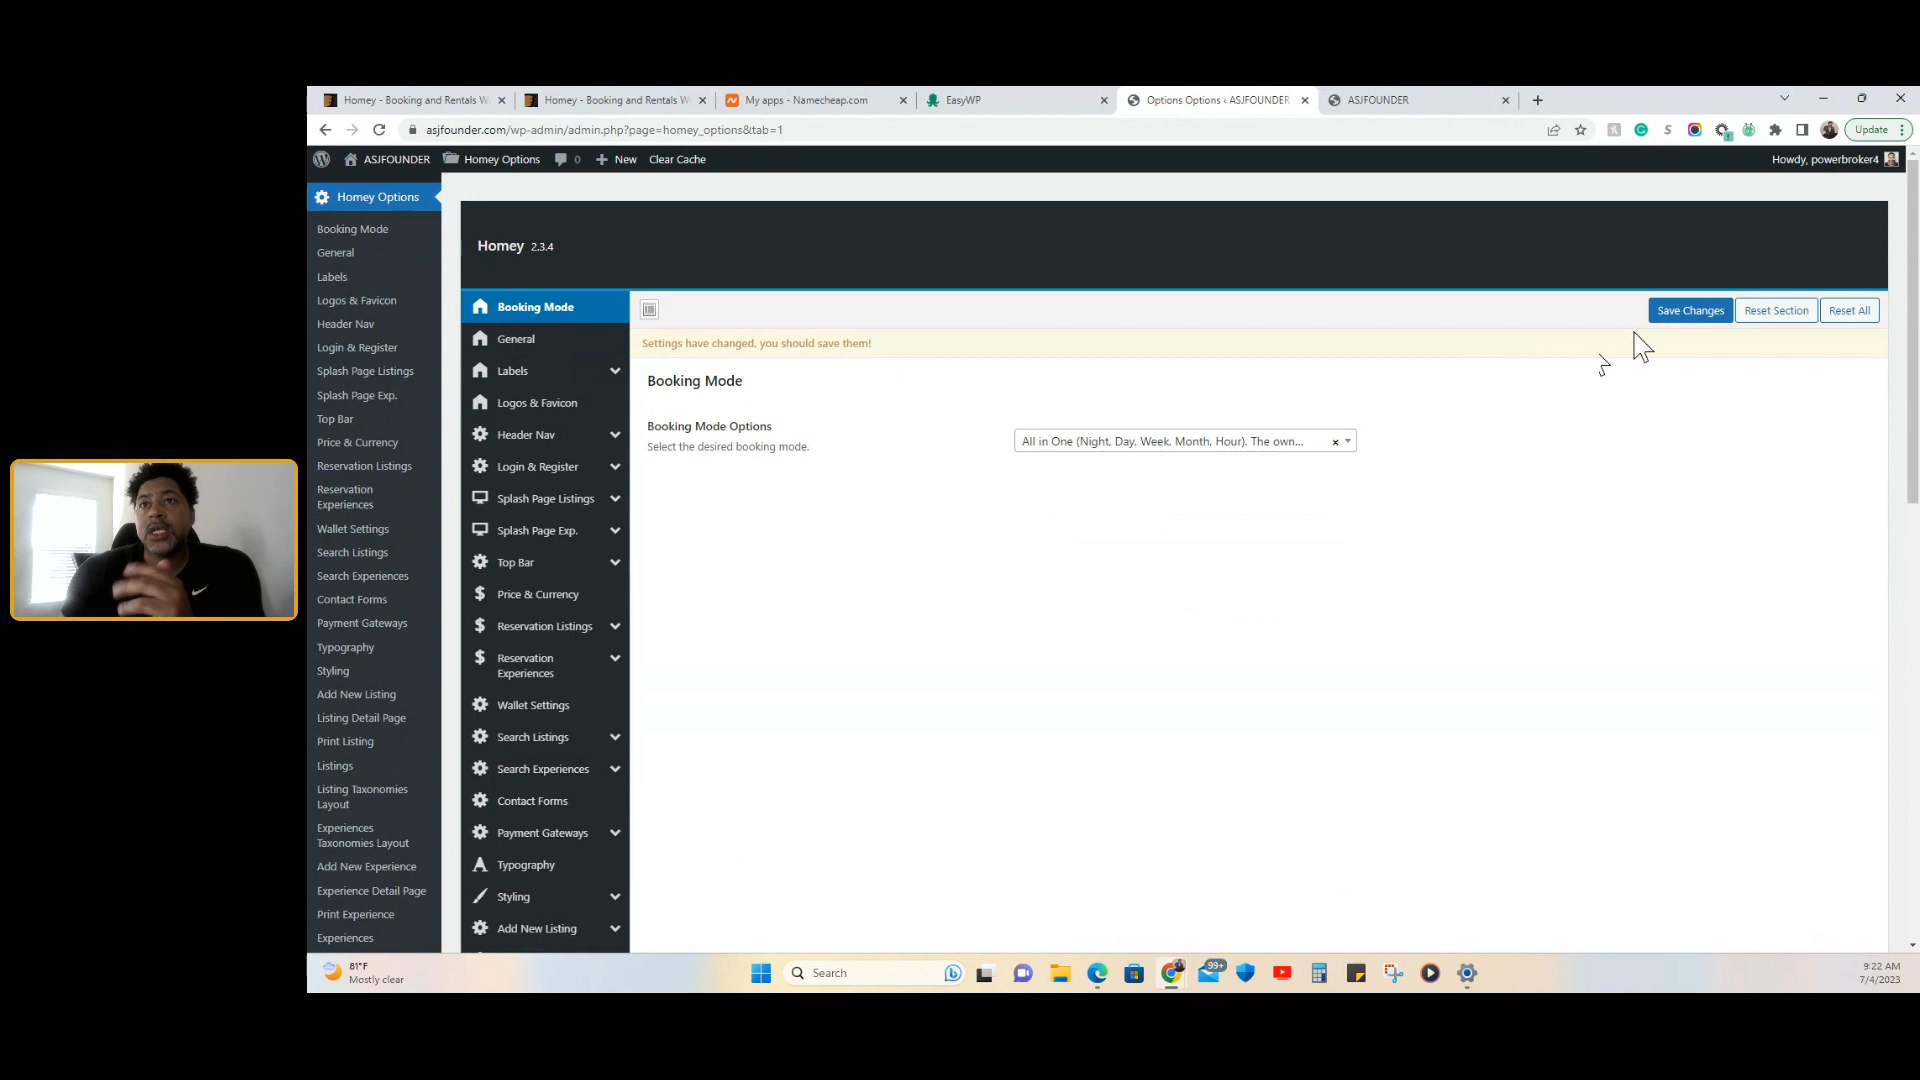 Homey - Booking and Rentals W
Homey - Booking and Rentals W
My apps - Namecheap.com
EasyWP
Options Options ‹ ASJFOUNDER
ASJFOUNDER
asjfounder.com/wp-admin/admin.php?page=homey_options&tab=1
Update
ASJFOUNDER
Homey Options
0
New
Clear Cache
Howdy, powerbroker4
Homey Options
Booking Mode
General
Labels
Logos & Favicon
Header Nav
Login & Register
Splash Page Listings
Splash Page Exp.
Top Bar
Price & Currency
Reservation Listings
Reservation
Experiences
Wallet Settings
Search Listings
Search Experiences
Contact Forms
Payment Gateways
Typography
Styling
Add New Listing
Listing Detail Page
Print Listing
Listings
Listing Taxonomies
Layout
Experiences
Taxonomies Layout
Add New Experience
Experience Detail Page
Print Experience
Experiences
Homey 2.3.4
Booking Mode
General
Labels
Logos & Favicon
Header Nav
Login & Register
Splash Page Listings
Splash Page Exp.
Top Bar
Price & Currency
Reservation Listings
Reservation
Experiences
Wallet Settings
Search Listings
Search Experiences
Contact Forms
Payment Gateways
Typography
Styling
Add New Listing
Save Changes
Reset Section
Reset All
Settings have changed, you should save them!
Booking Mode
Booking Mode Options
Select the desired booking mode.
All in One (Night, Day, Week, Month, Hour). The own...
81°F
Mostly clear
Search
99+
9:22 AM
7/4/2023